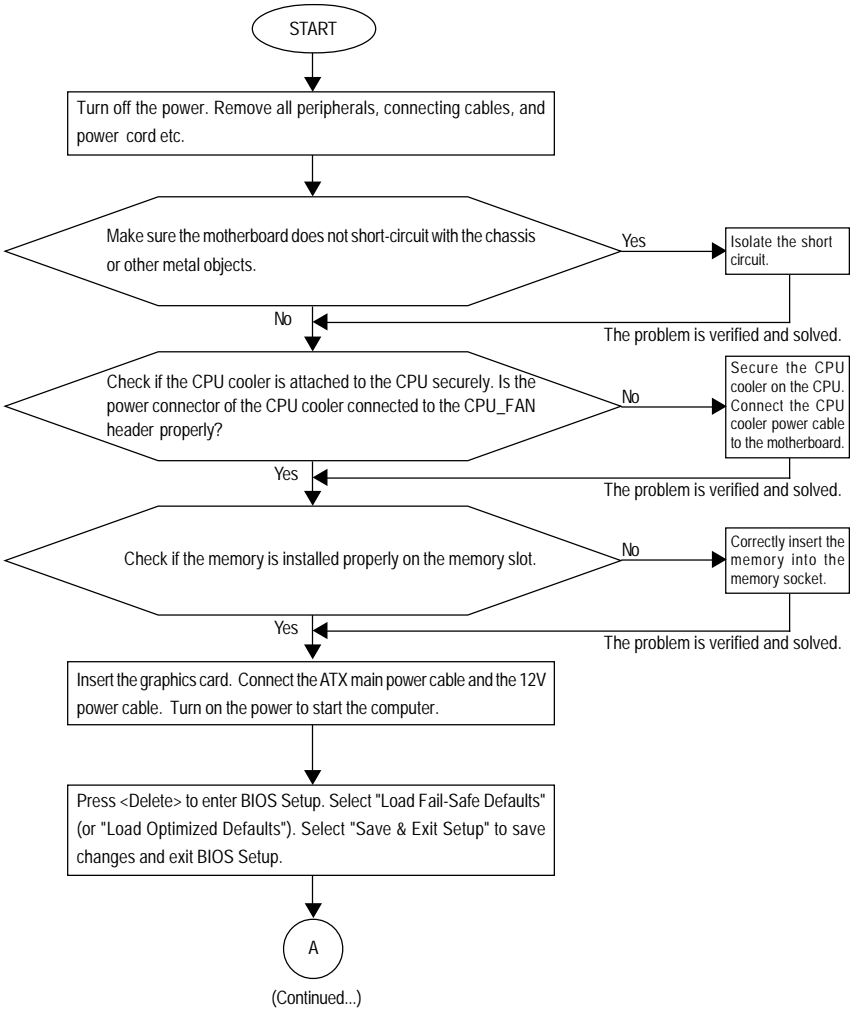 START
Turn off the power. Remove all peripherals, connecting cables, and
power cord etc.
Make sure the motherboard does not short-circuit with the chassis
or other metal objects.
Yes
Isolate the short
circuit.
No
The problem is verified and solved.
Check if the CPU cooler is attached to the CPU securely. Is the
power connector of the CPU cooler connected to the CPU_FAN
header properly?
No
Secure the CPU
cooler on the CPU.
Connect the CPU
cooler power cable
to the motherboard.
Yes
The problem is verified and solved.
Check if the memory is installed properly on the memory slot.
No
Correctly insert the
memory into the
memory socket.
Yes
The problem is verified and solved.
Insert the graphics card. Connect the ATX main power cable and the 12V
power cable. Turn on the power to start the computer.
Press <Delete> to enter BIOS Setup. Select "Load Fail-Safe Defaults"
(or "Load Optimized Defaults"). Select "Save & Exit Setup" to save
changes and exit BIOS Setup.
A
(Continued...)